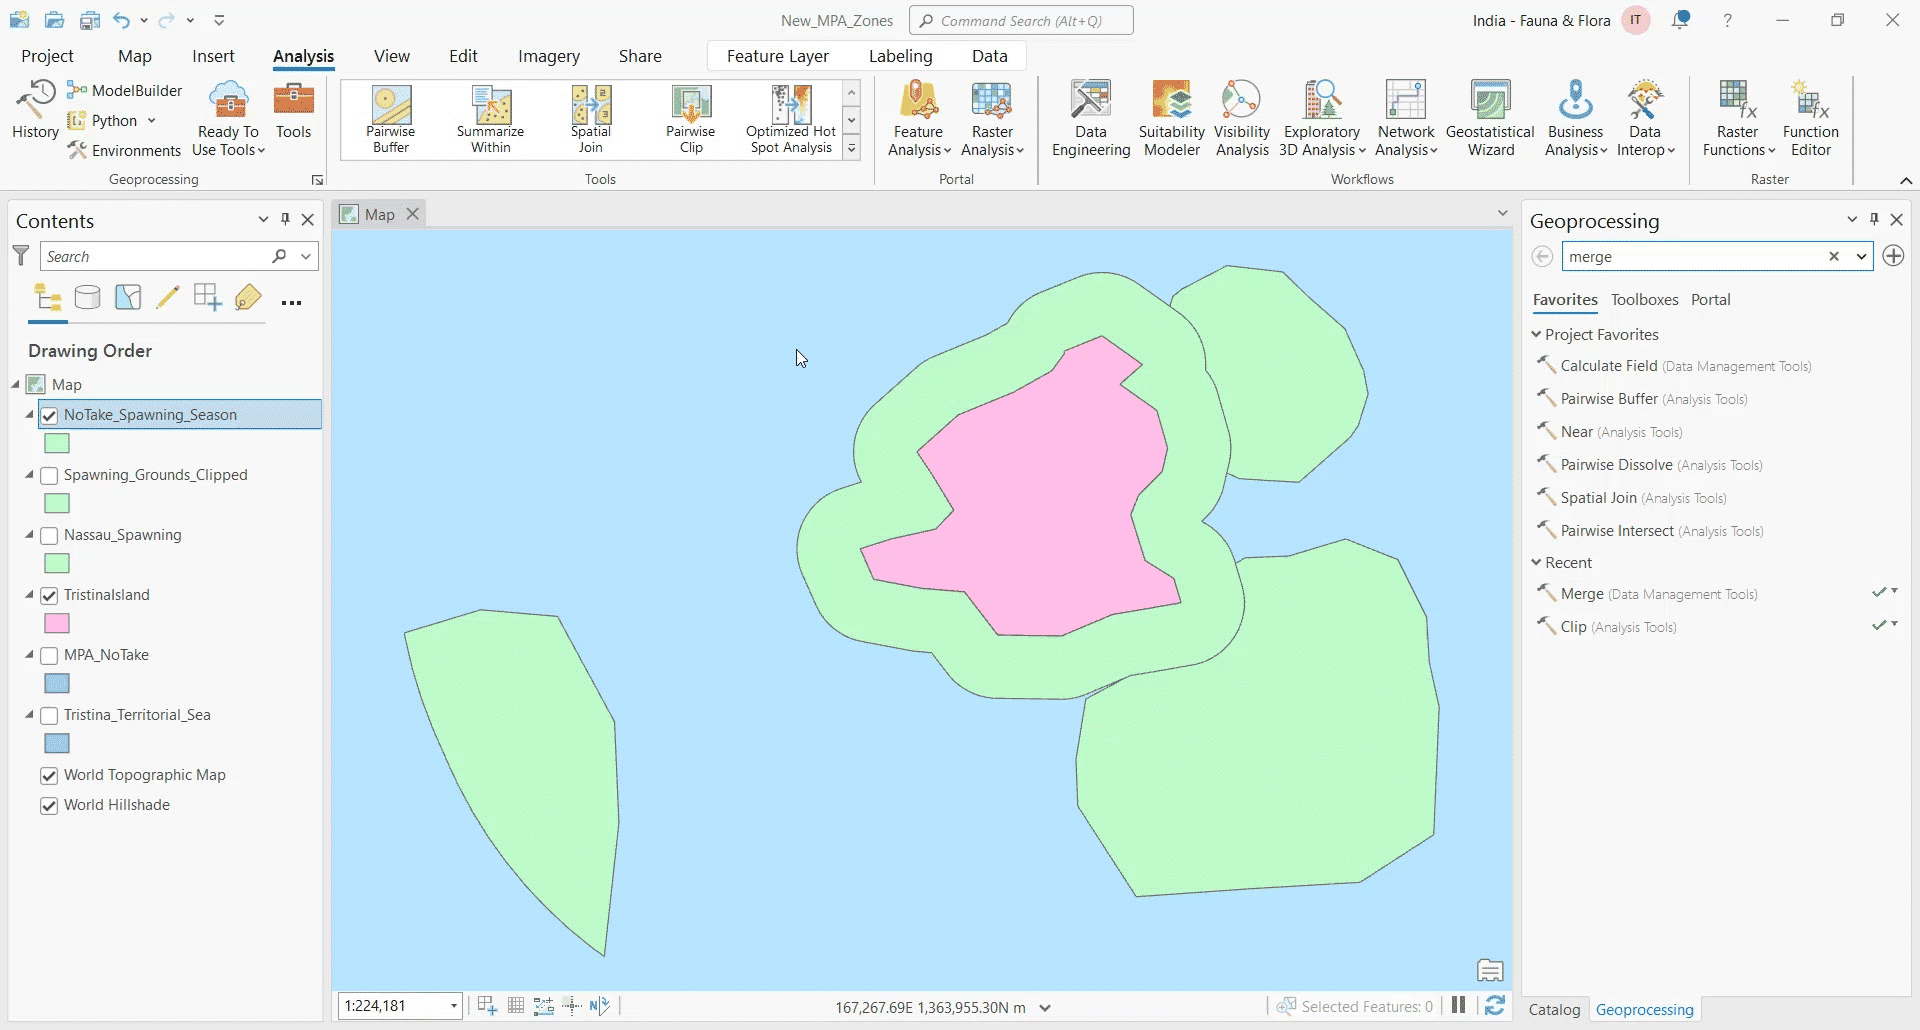 New_MPA_Zones
Command Search (Alt+Q)
India - Fauna & Flora
IT
?
Project
Map
Insert
Analysis
View
Edit
Imagery
Share
Feature Layer
Labeling
Data
History
ModelBuilder
Python
Environments
Ready To
Use Tools
Tools
Geoprocessing
Pairwise
Buffer
Summarize
Within
Spatial
Join
Pairwise
Clip
Optimized Hot
Spot Analysis
Tools
Feature
Analysis
Raster
Analysis
Portal
Data
Engineering
Suitability
Modeler
Visibility
Analysis
Exploratory
3D Analysis
Network
Analysis
Geostatistical
Wizard
Business
Analysis
Data
Interop
Workflows
Raster
Functions
Function
Editor
Raster
Contents
Search
Drawing Order
Map
NoTake_Spawning_Season
Spawning_Grounds_Clipped
Nassau_Spawning
TristinaIsland
MPA_NoTake
Tristina_Territorial_Sea
World Topographic Map
World Hillshade
Map
1:224,181
167,267.69E 1,363,955.30N m
Selected Features: 0
Geoprocessing
merge
Favorites
Toolboxes
Portal
Project Favorites
Calculate Field (Data Management Tools)
Pairwise Buffer (Analysis Tools)
Near (Analysis Tools)
Pairwise Dissolve (Analysis Tools)
Spatial Join (Analysis Tools)
Pairwise Intersect (Analysis Tools)
Recent
Merge (Data Management Tools)
Clip (Analysis Tools)
Catalog
Geoprocessing